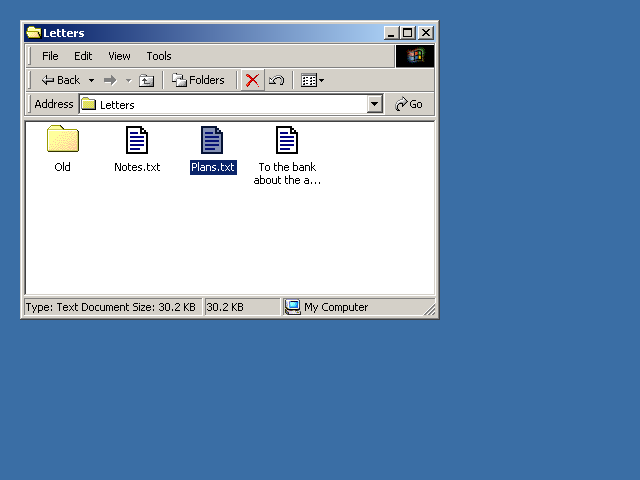 Letters
File Edit View Tools
Back Folders
Address Letters Go
Old Notes.txt Plans.txt To the bank
about the a...
Type: Text Document Size: 30.2 KB 30.2 KB My Computer